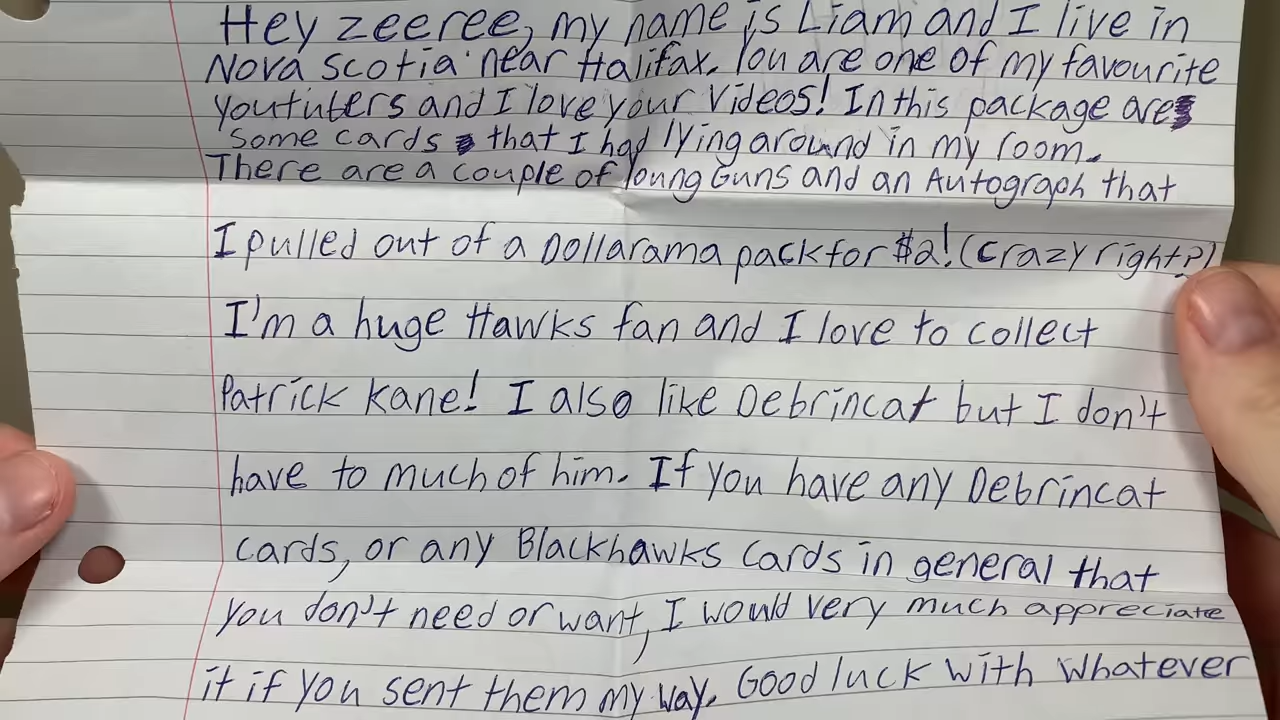 Hey zeeree, my name is Liam and I live in
Nova Scotia near Halifax. You are one of my favourite
youtubers and I love your videos! In this package are
some cards that I had lying around in my room.
There are a couple of Young Guns and an Autograph that
I pulled out of a Dollarama pack for $2! (crazy right?)
I'm a huge Hawks fan and I love to collect
Patrick Kane! I also like Debrincat but I don't
have to much of him. If you have any Debrincat
cards, or any Blackhawks cards in general that
you don't need or want, I would very much appreciate
it if you sent them my way. Good luck with whatever